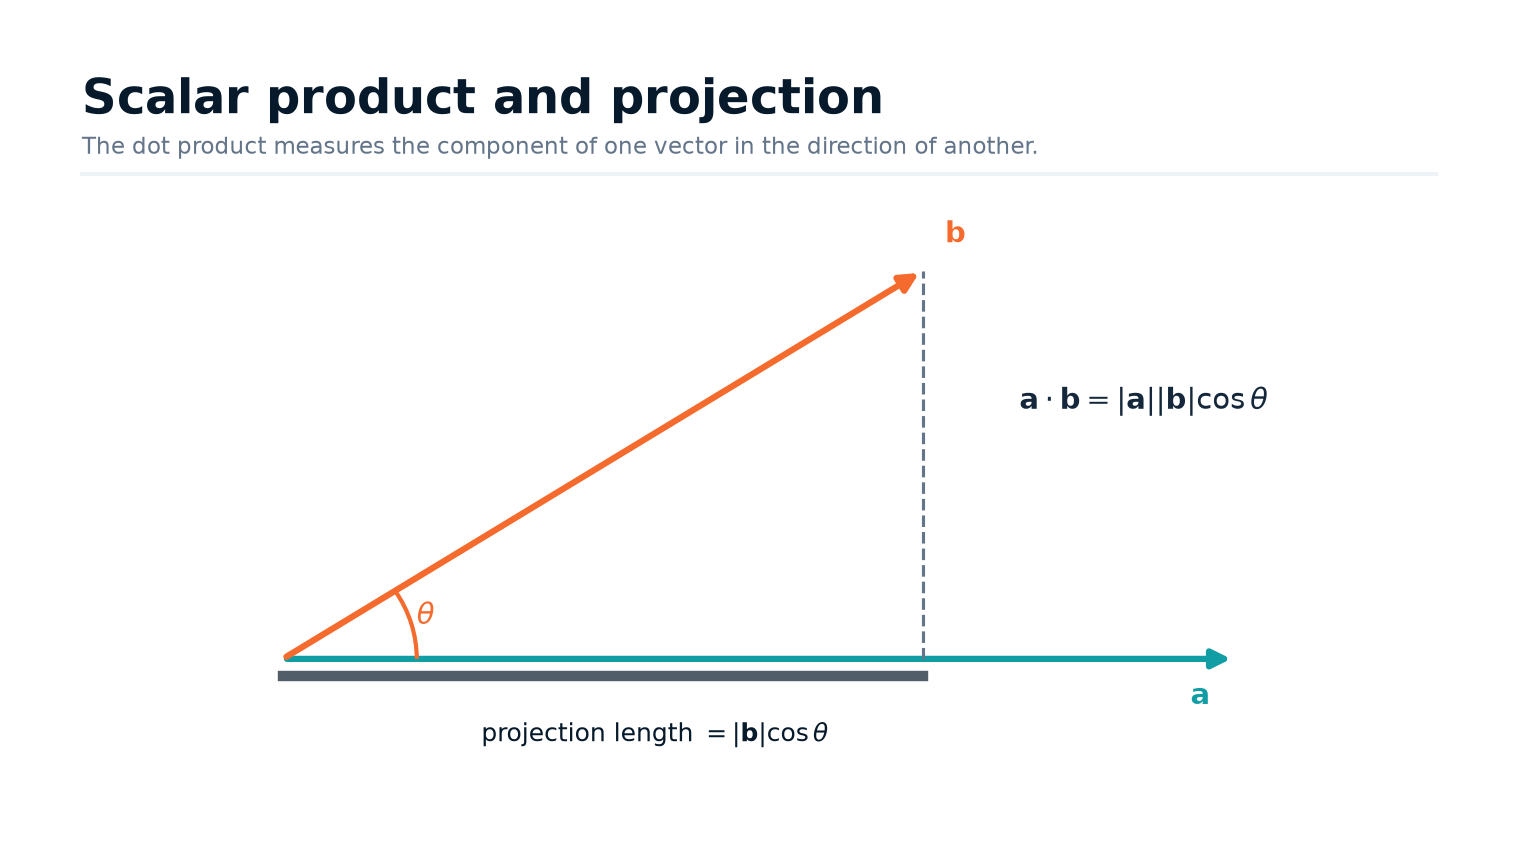 Scalar product and projection
The dot product measures the component of one vector in the direction of another.
b
a · b = |a||b|cos θ
θ
a
projection length = |b|cos θ